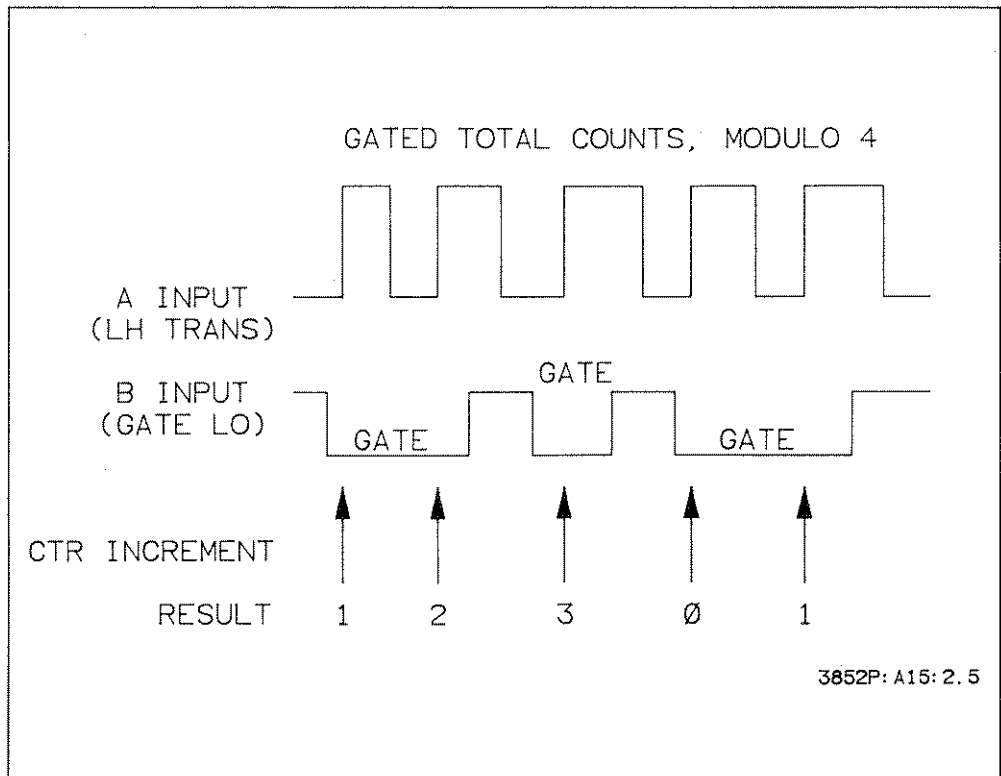 GATED TOTAL COUNTS, MODULO 4
A INPUT
(LH TRANS)
B INPUT
(GATE LO)
GATE
GATE
GATE
CTR INCREMENT
RESULT 1 2 3 Ø 1
3852P:A15:2.5